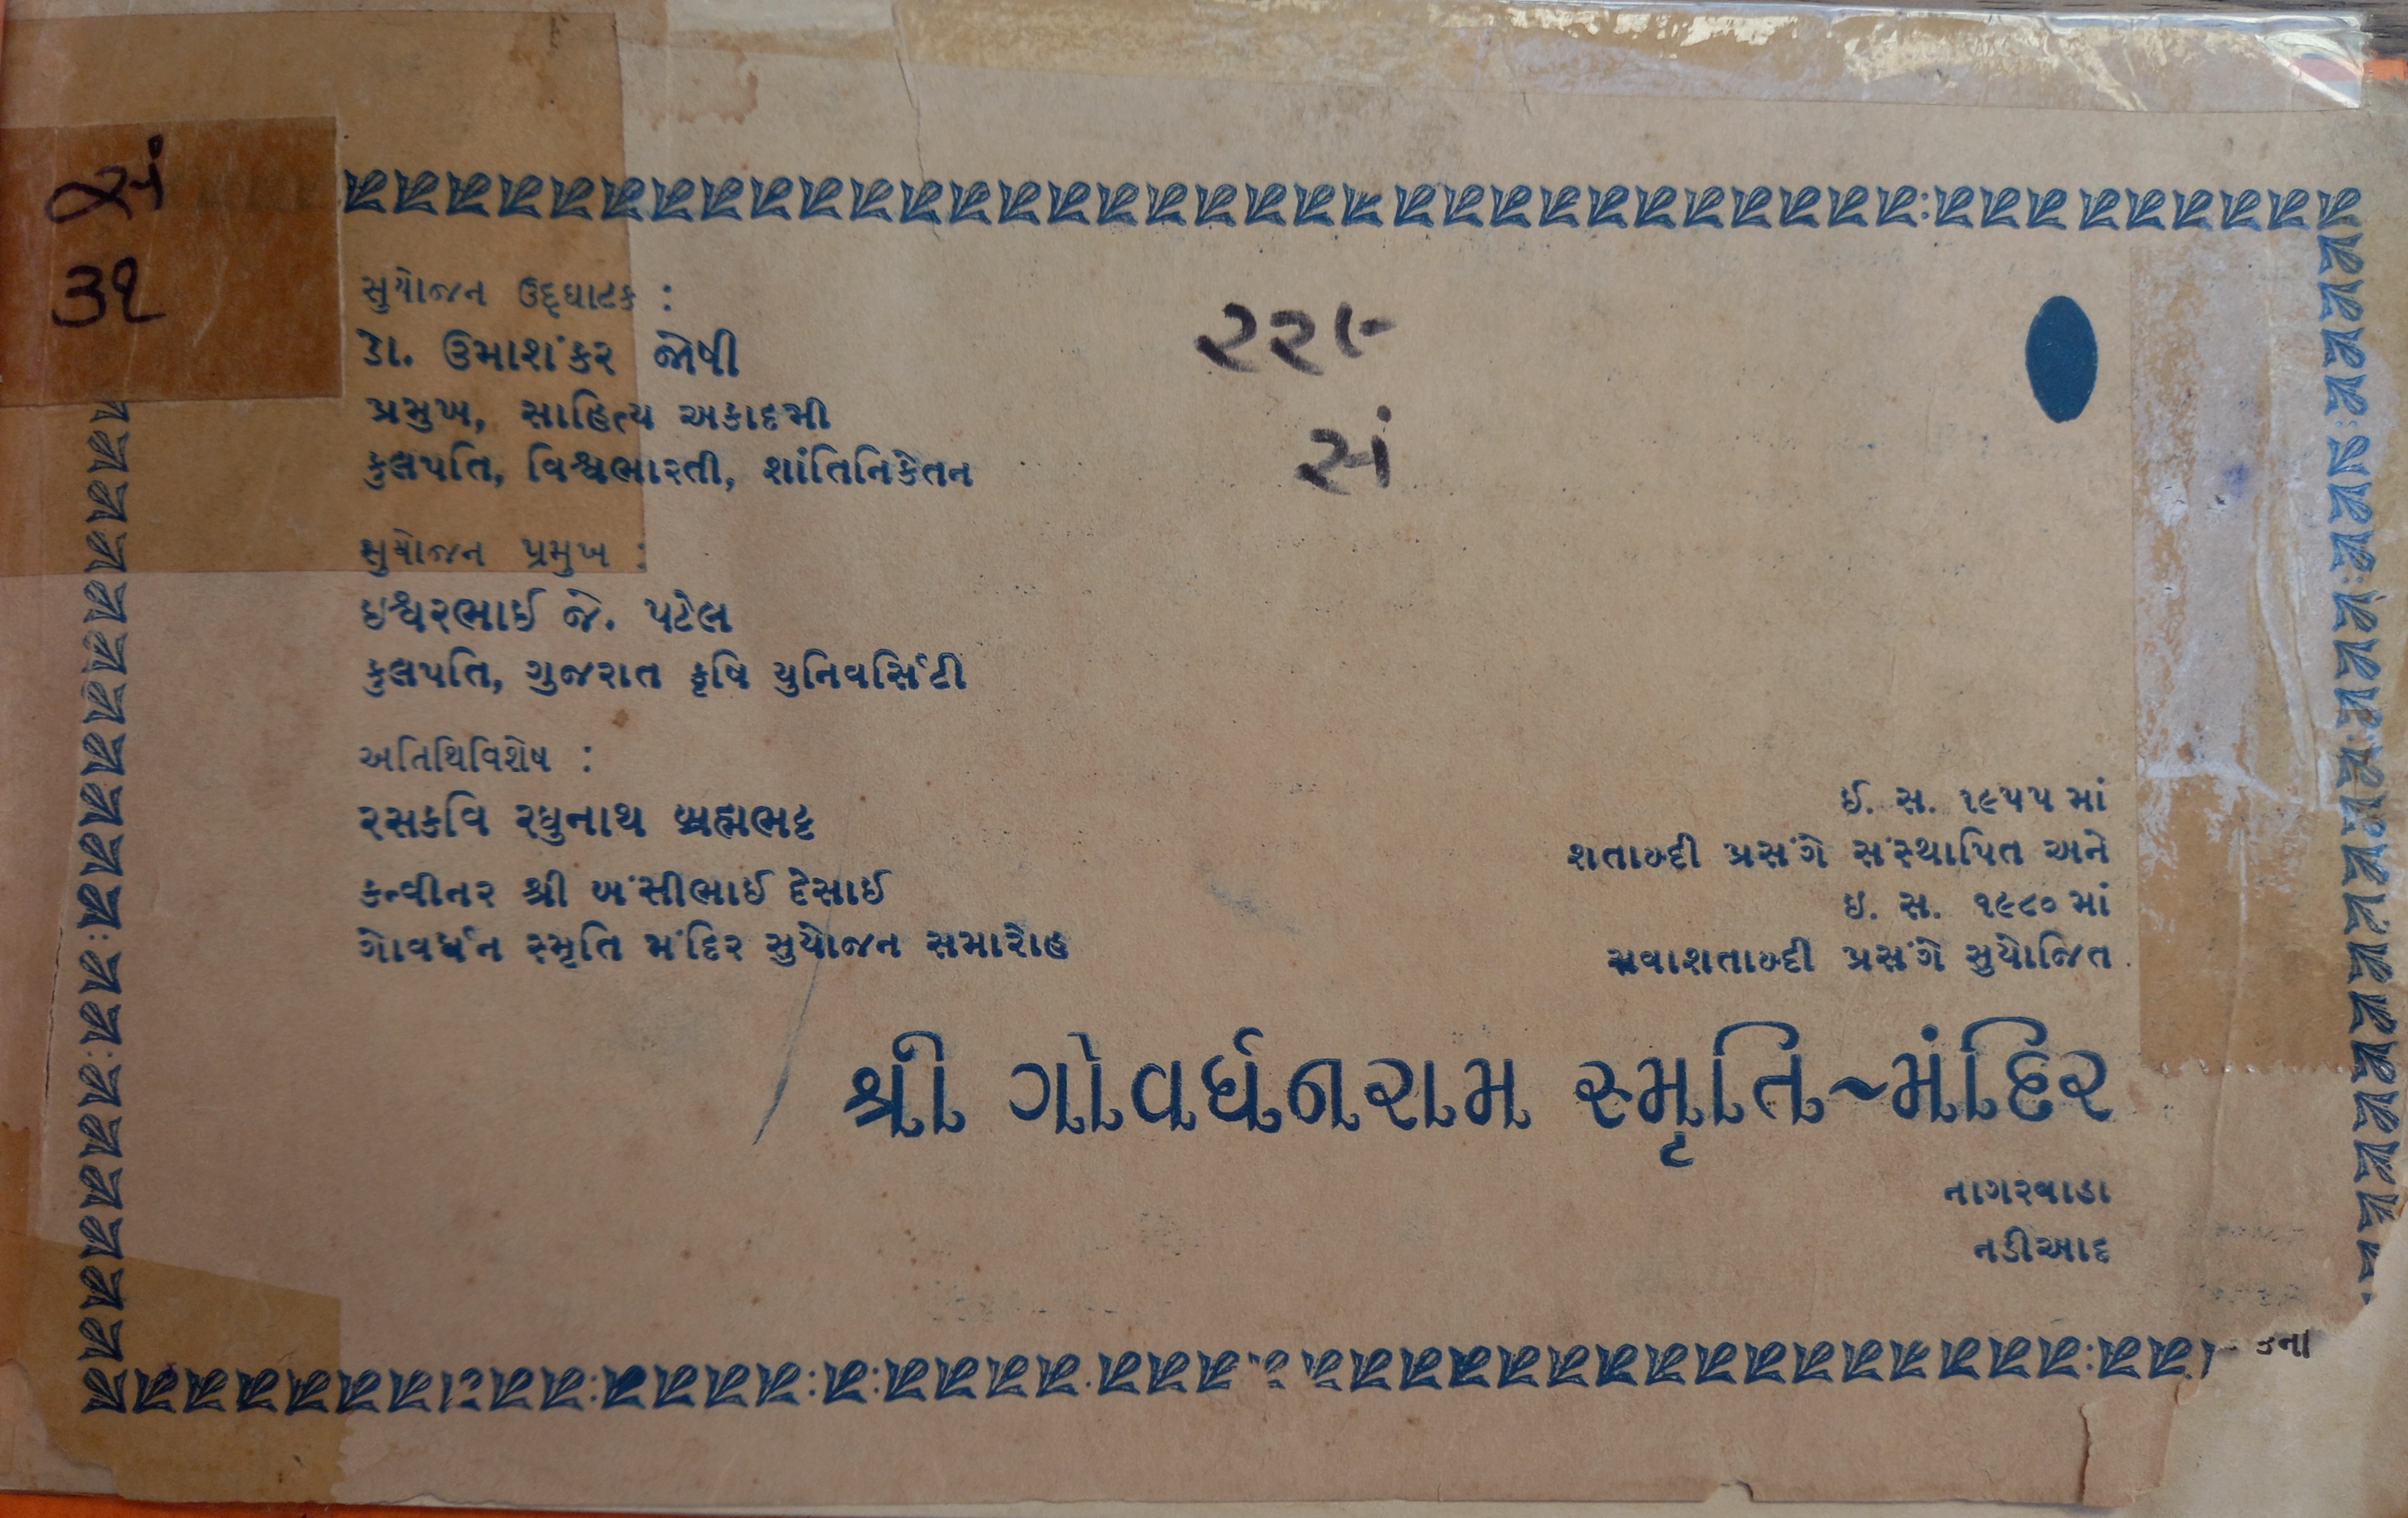 સં
૩૧
૨૨૯
સં
સુયોજન ઉદ્‌ઘાટક :
ડૉ. ઉમાશંકર જોષી
પ્રમુખ, સાહિત્ય અકાદમી
કુલપતિ, વિશ્વભારતી, શાંતિનિકેતન
સુયોજન પ્રમુખ :
ઇશ્વરભાઈ જે. પટેલ
કુલપતિ, ગુજરાત કૃષિ યુનિવર્સિટી
અતિથિવિશેષ :
રસકવિ રઘુનાથ બ્રહ્મભટ્ટ
કન્વીનર શ્રી બંસીભાઈ દેસાઈ
ગોવર્ધન સ્મૃતિ મંદિર સુયોજન સમારોહ
ઈ. સ. ૧૯૫૫ માં
શતાબ્દી પ્રસંગે સંસ્થાપિત અને
ઇ. સ. ૧૯૮૦ માં
સવાશતાબ્દી પ્રસંગે સુયોજિત
શ્રી ગોવર્ધનરામ સ્મૃતિ~મંદિર
નાગરવાડા
નડીઆદ